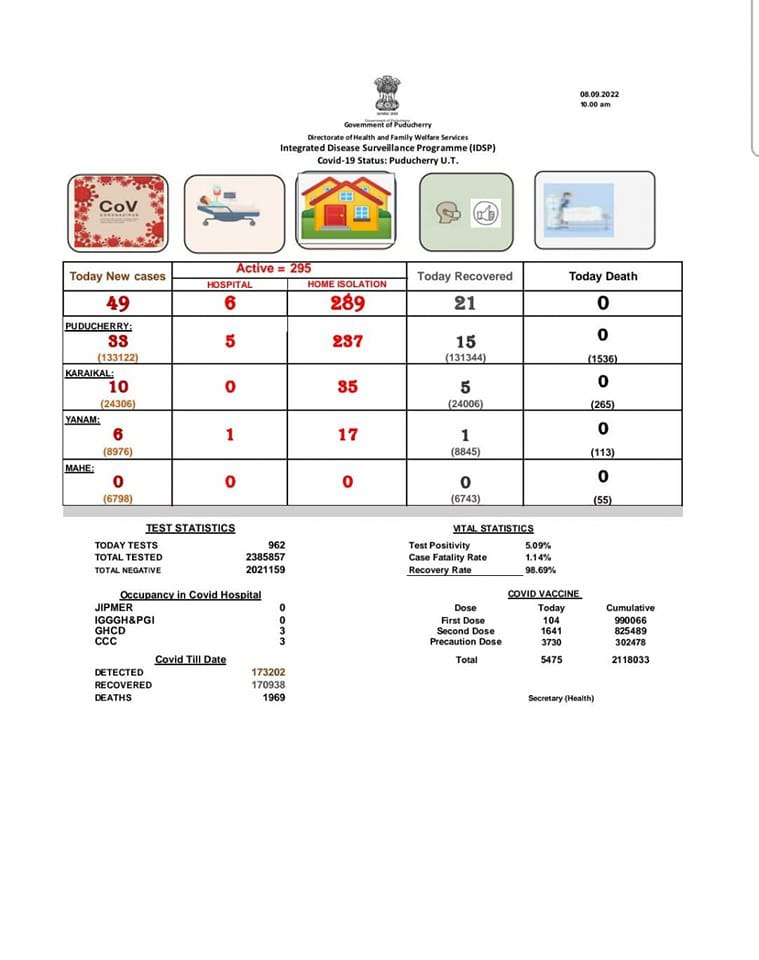 08.09.2022
10.00 am
Government of Puducherry
Directorate of Health and Family Welfare Services
Integrated Disease Surveillance Programme (IDSP)
Covid-19 Status: Puducherry U.T.
CoV
CORONAVIRUS
Today New cases
Active = 295
HOSPITAL
HOME ISOLATION
Today Recovered
Today Death
49 6 289 21 0
PUDUCHERRY:
33 5 237 15 0
(133122) (131344) (1536)
KARAIKAL:
10 0 35 5 0
(24306) (24006) (265)
YANAM:
6 1 17 1 0
(8976) (8845) (113)
MAHE:
0 0 0 0 0
(6798) (6743) (55)
TEST STATISTICS
TODAY TESTS 962
TOTAL TESTED 2385857
TOTAL NEGATIVE 2021159
VITAL STATISTICS
Test Positivity 5.09%
Case Fatality Rate 1.14%
Recovery Rate 98.69%
Occupancy in Covid Hospital
JIPMER 0
IGGGH&PGI 0
GHCD 3
CCC 3
COVID VACCINE
Dose Today Cumulative
First Dose 104 990066
Second Dose 1641 825489
Precaution Dose 3730 302478
Total 5475 2118033
Covid Till Date
DETECTED 173202
RECOVERED 170938
DEATHS 1969
Secretary (Health)